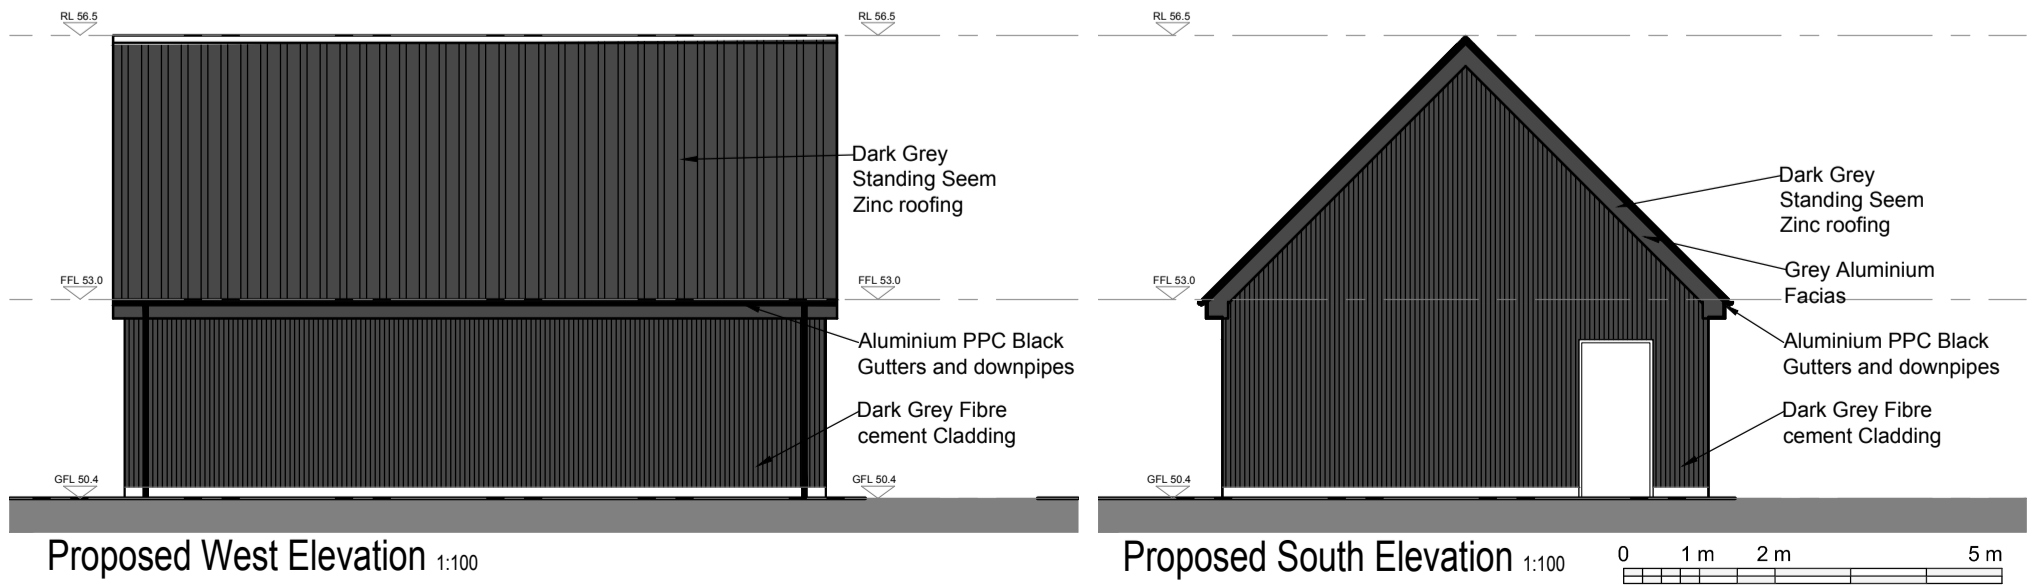 RL 56.5
RL 56.5
Dark Grey
Standing Seem
Zinc roofing
FFL 53.0
FFL 53.0
Aluminium PPC Black
Gutters and downpipes
Dark Grey Fibre
cement Cladding
GFL 50.4
GFL 50.4
Proposed West Elevation 1:100
RL 56.5
Dark Grey
Standing Seem
Zinc roofing
Grey Aluminium
Facias
FFL 53.0
Aluminium PPC Black
Gutters and downpipes
Dark Grey Fibre
cement Cladding
GFL 50.4
Proposed South Elevation 1:100
0 1 m 2 m 5 m